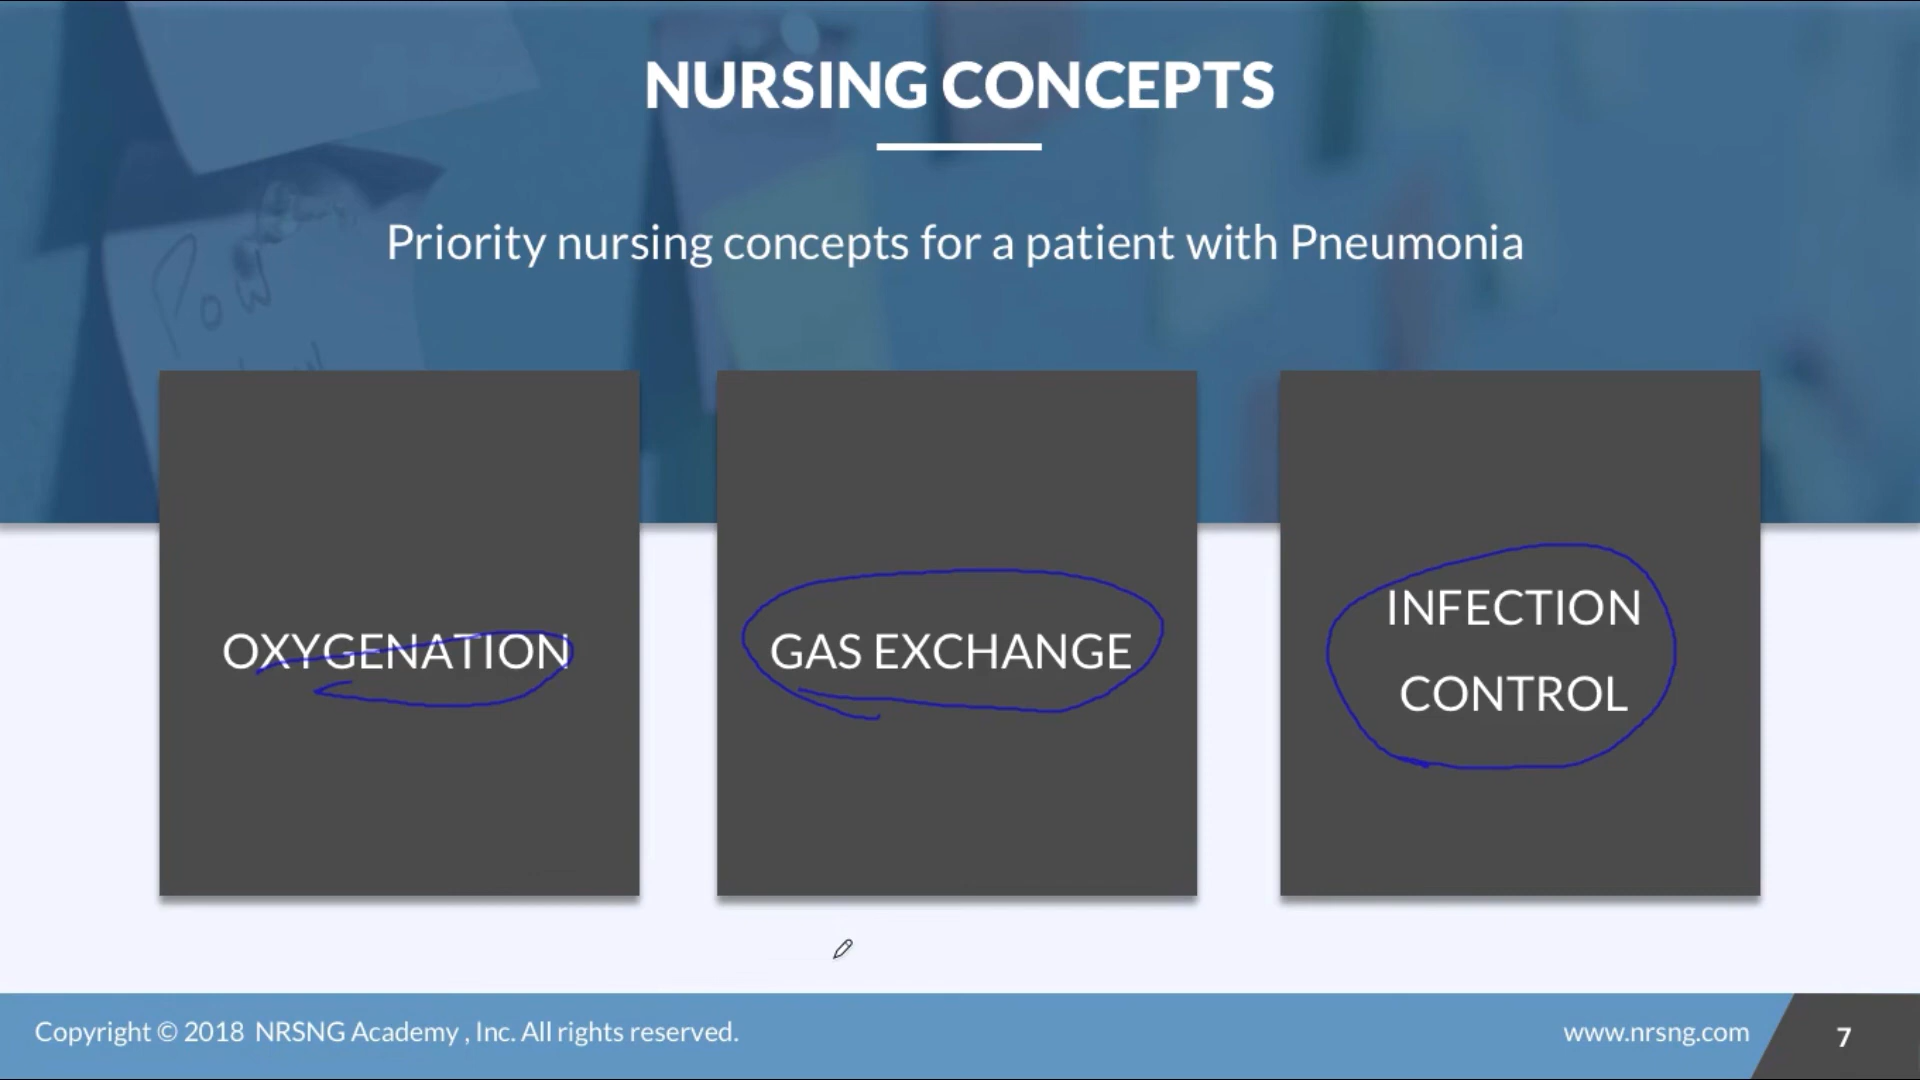 NURSING CONCEPTS
Priority nursing concepts for a patient with Pneumonia
Pow
OXYGENATION
GAS EXCHANGE
INFECTION
CONTROL
Copyright © 2018 NRSNG Academy , Inc. All rights reserved.
www.nrsng.com
7